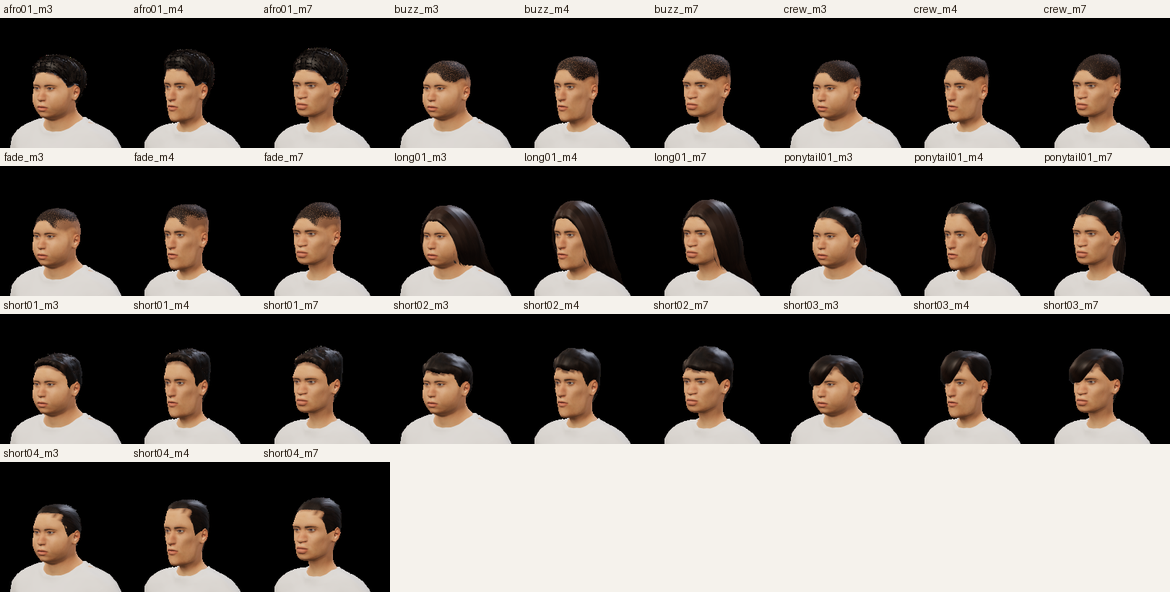 afro01_m3 afro01_m4 afro01_m7 buzz_m3 buzz_m4 buzz_m7 crew_m3 crew_m4 crew_m7
fade_m3 fade_m4 fade_m7 long01_m3 long01_m4 long01_m7 ponytail01_m3 ponytail01_m4 ponytail01_m7
short01_m3 short01_m4 short01_m7 short02_m3 short02_m4 short02_m7 short03_m3 short03_m4 short03_m7
short04_m3 short04_m4 short04_m7